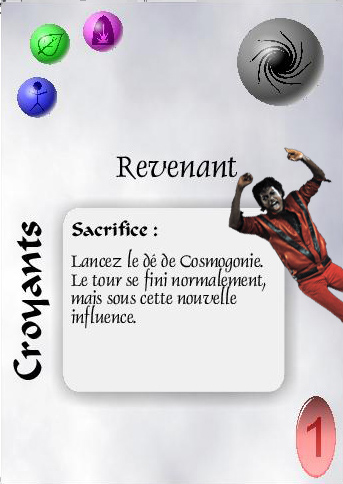 Revenant
Croyants
Sacrifice :
Lancez le dé de Cosmogonie.
Le tour se fini normalement,
mais sous cette nouvelle
influence.
1